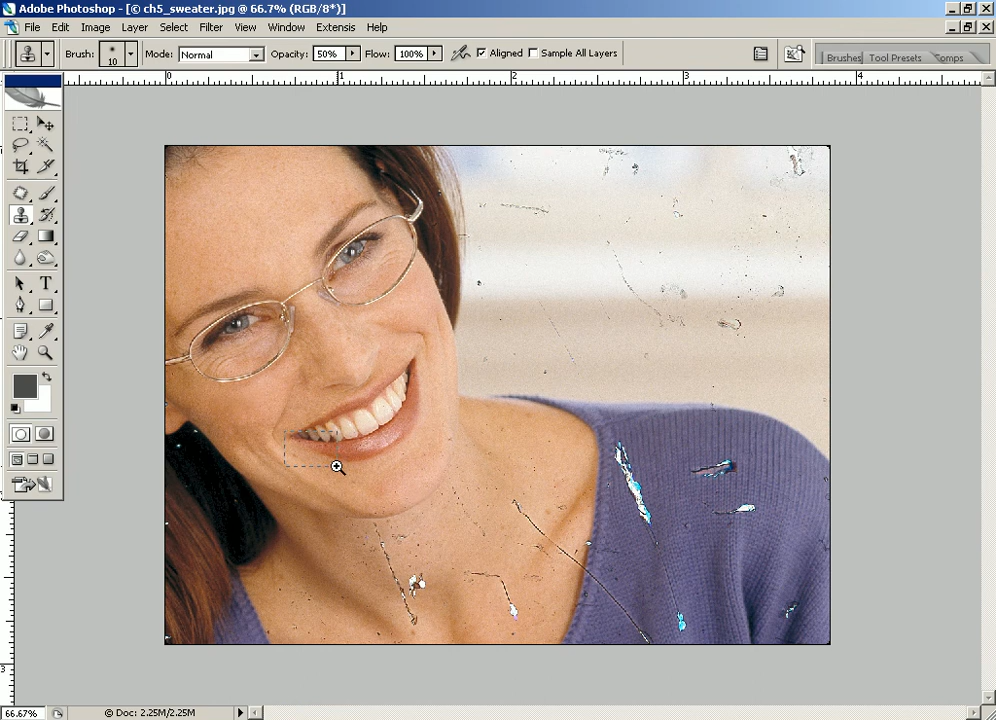 Adobe Photoshop - [© ch5_sweater.jpg @ 66.7% (RGB/8*)]
File Edit Image Layer Select Filter View Window Extensis Help
Brush: 10 Mode: Normal Opacity: 50% Flow: 100% Aligned Sample All Layers Brushes Tool Presets Comps
0 1 2 3 4
T
3
66.67% © Doc: 2.25M/2.25M